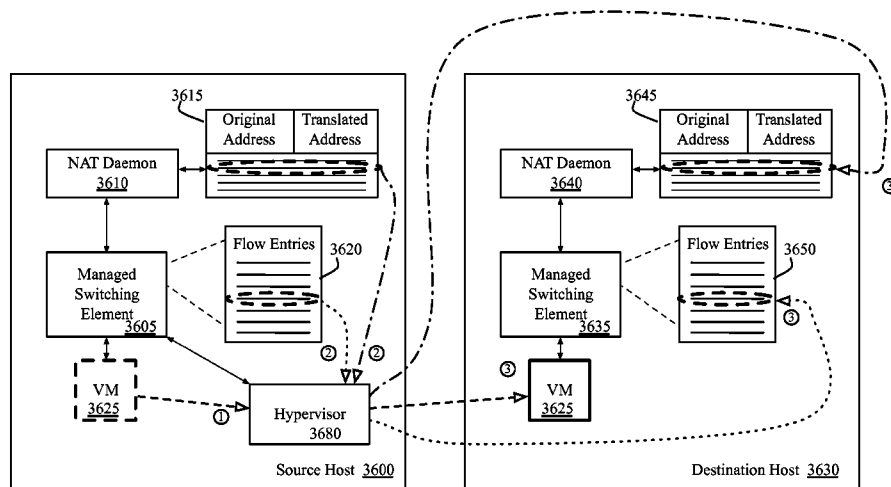 3615
Original Address
Translated Address
NAT Daemon
3610
Flow Entries
3620
Managed
Switching
Element
3605
②
②
VM
3625
①
Hypervisor
3680
Source Host 3600
3645
Original Address
Translated Address
NAT Daemon
3640
③
Flow Entries
3650
Managed
Switching
Element
3635
③
③
VM
3625
Destination Host 3630